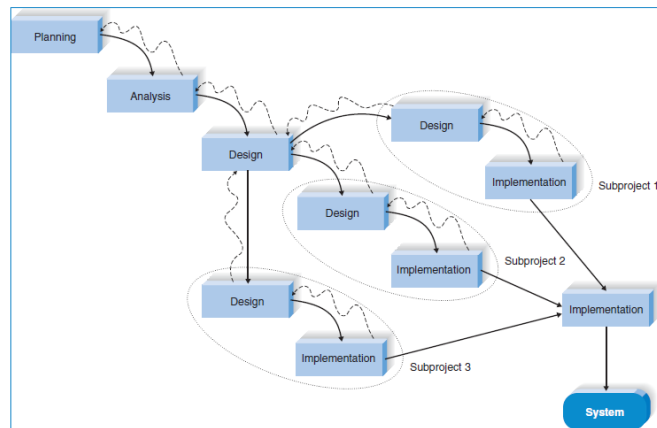 Planning
Analysis
Design
Design
Implementation
Subproject 1
Design
Implementation
Subproject 2
Design
Implementation
Subproject 3
Implementation
System